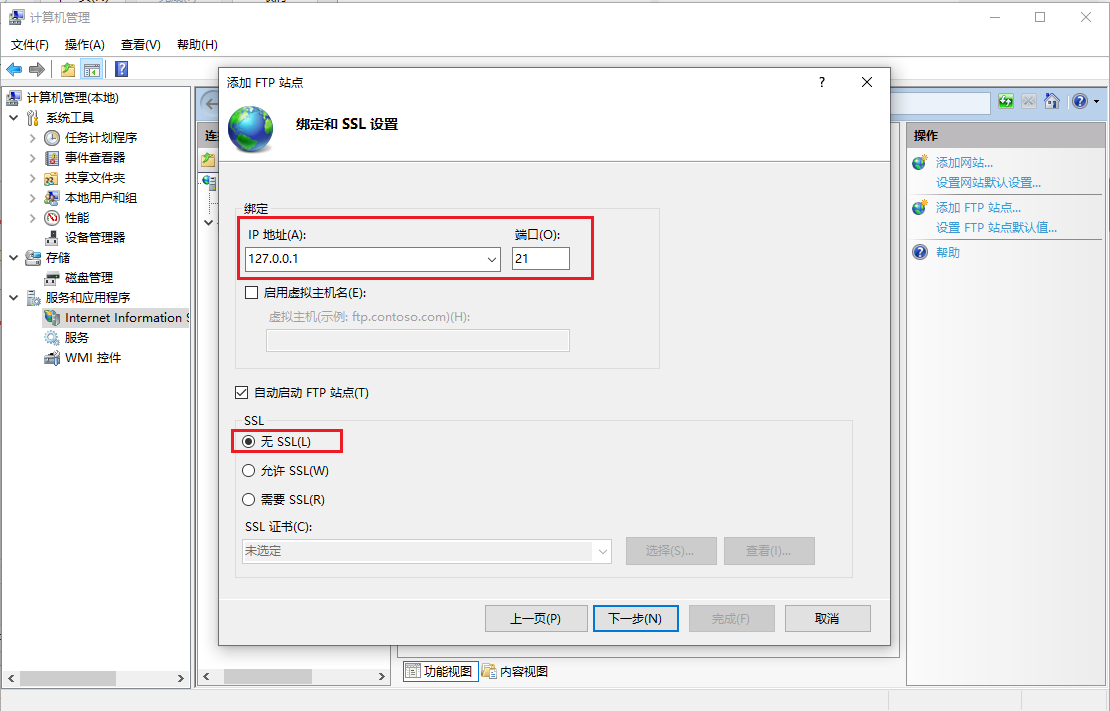 计算机管理
文件(F) 操作(A) 查看(V) 帮助(H)
计算机管理(本地)
系统工具
任务计划程序
事件查看器
共享文件夹
本地用户和组
性能
设备管理器
存储
磁盘管理
服务和应用程序
Internet Information S
服务
WMI 控件
连
添加 FTP 站点
绑定和 SSL 设置
绑定
IP 地址(A): 端口(O):
127.0.0.1 21
启用虚拟主机名(E):
虚拟主机(示例: ftp.contoso.com)(H):
自动启动 FTP 站点(T)
SSL
无 SSL(L)
允许 SSL(W)
需要 SSL(R)
SSL 证书(C):
未选定 选择(S)... 查看(I)...
上一页(P) 下一步(N) 完成(F) 取消
功能视图 内容视图
操作
添加网站...
设置网站默认设置...
添加 FTP 站点...
设置 FTP 站点默认值...
帮助